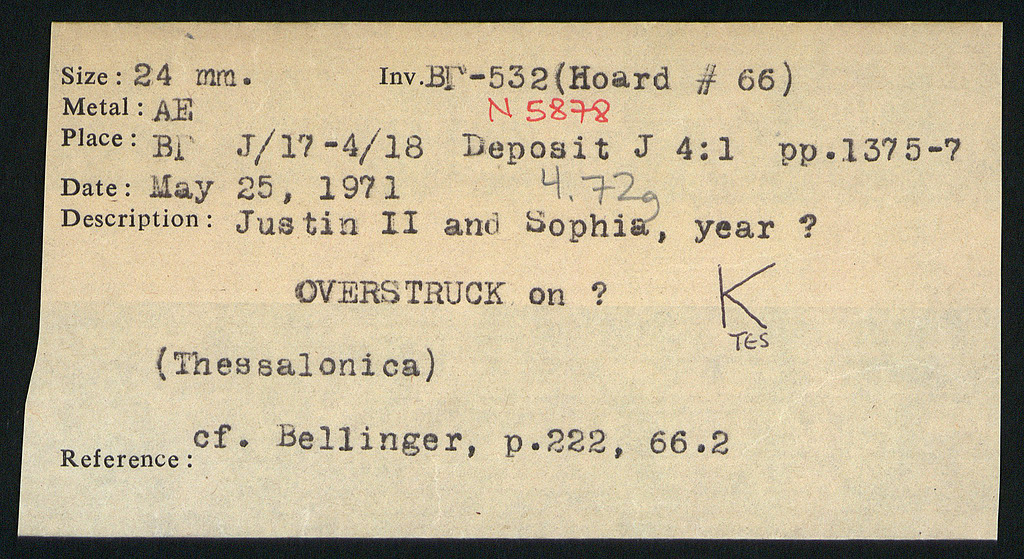 Size: 24 mm. Inv. ΒΓ-532 (Hoard # 66)
Metal: AE N 5878
Place: ΒΓ J/17-4/18 Deposit J 4:1 pp.1375-7
Date: May 25, 1971 4.72g
Description: Justin II and Sophia, year ?
OVERSTRUCK on ? K
TES
(Thessalonica)
cf. Bellinger, p.222, 66.2
Reference: